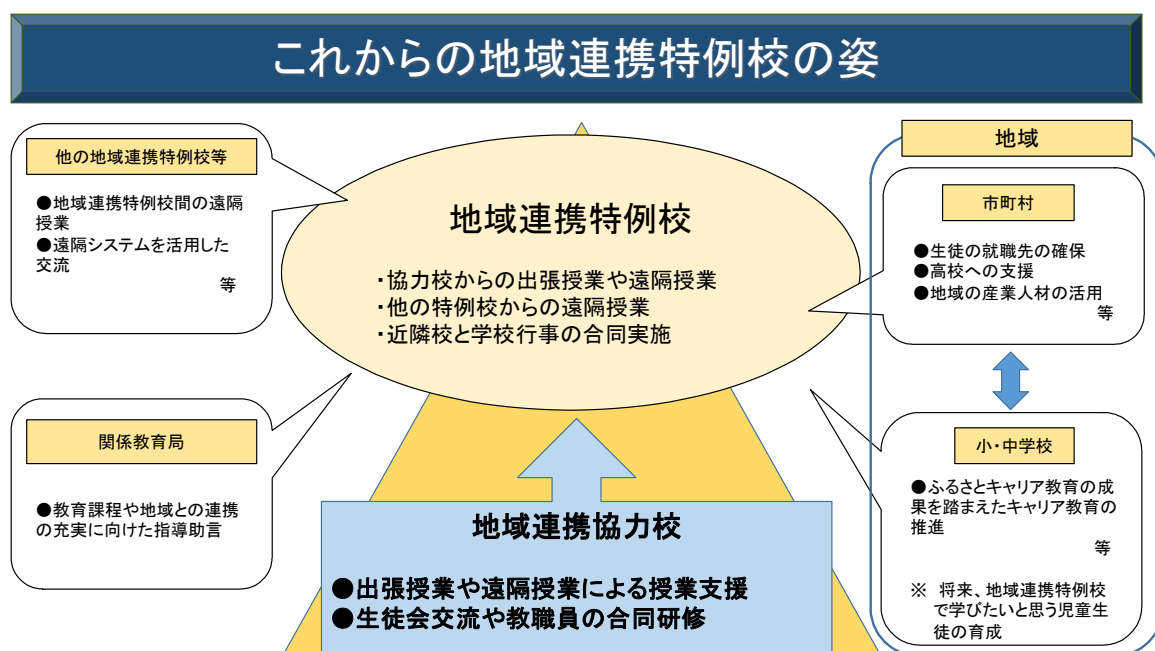 これからの地域連携特例校の姿
他の地域連携特例校等
●地域連携特例校間の遠隔
授業
●遠隔システムを活用した
交流
等
関係教育局
●教育課程や地域との連携
の充実に向けた指導助言
地域連携特例校
・協力校からの出張授業や遠隔授業
・他の特例校からの遠隔授業
・近隣校と学校行事の合同実施
地域連携協力校
●出張授業や遠隔授業による授業支援
●生徒会交流や教職員の合同研修
地域
市町村
●生徒の就職先の確保
●高校への支援
●地域の産業人材の活用
等
小・中学校
●ふるさとキャリア教育の成
果を踏まえたキャリア教育の
推進
等
※ 将来、地域連携特例校
で学びたいと思う児童生
徒の育成